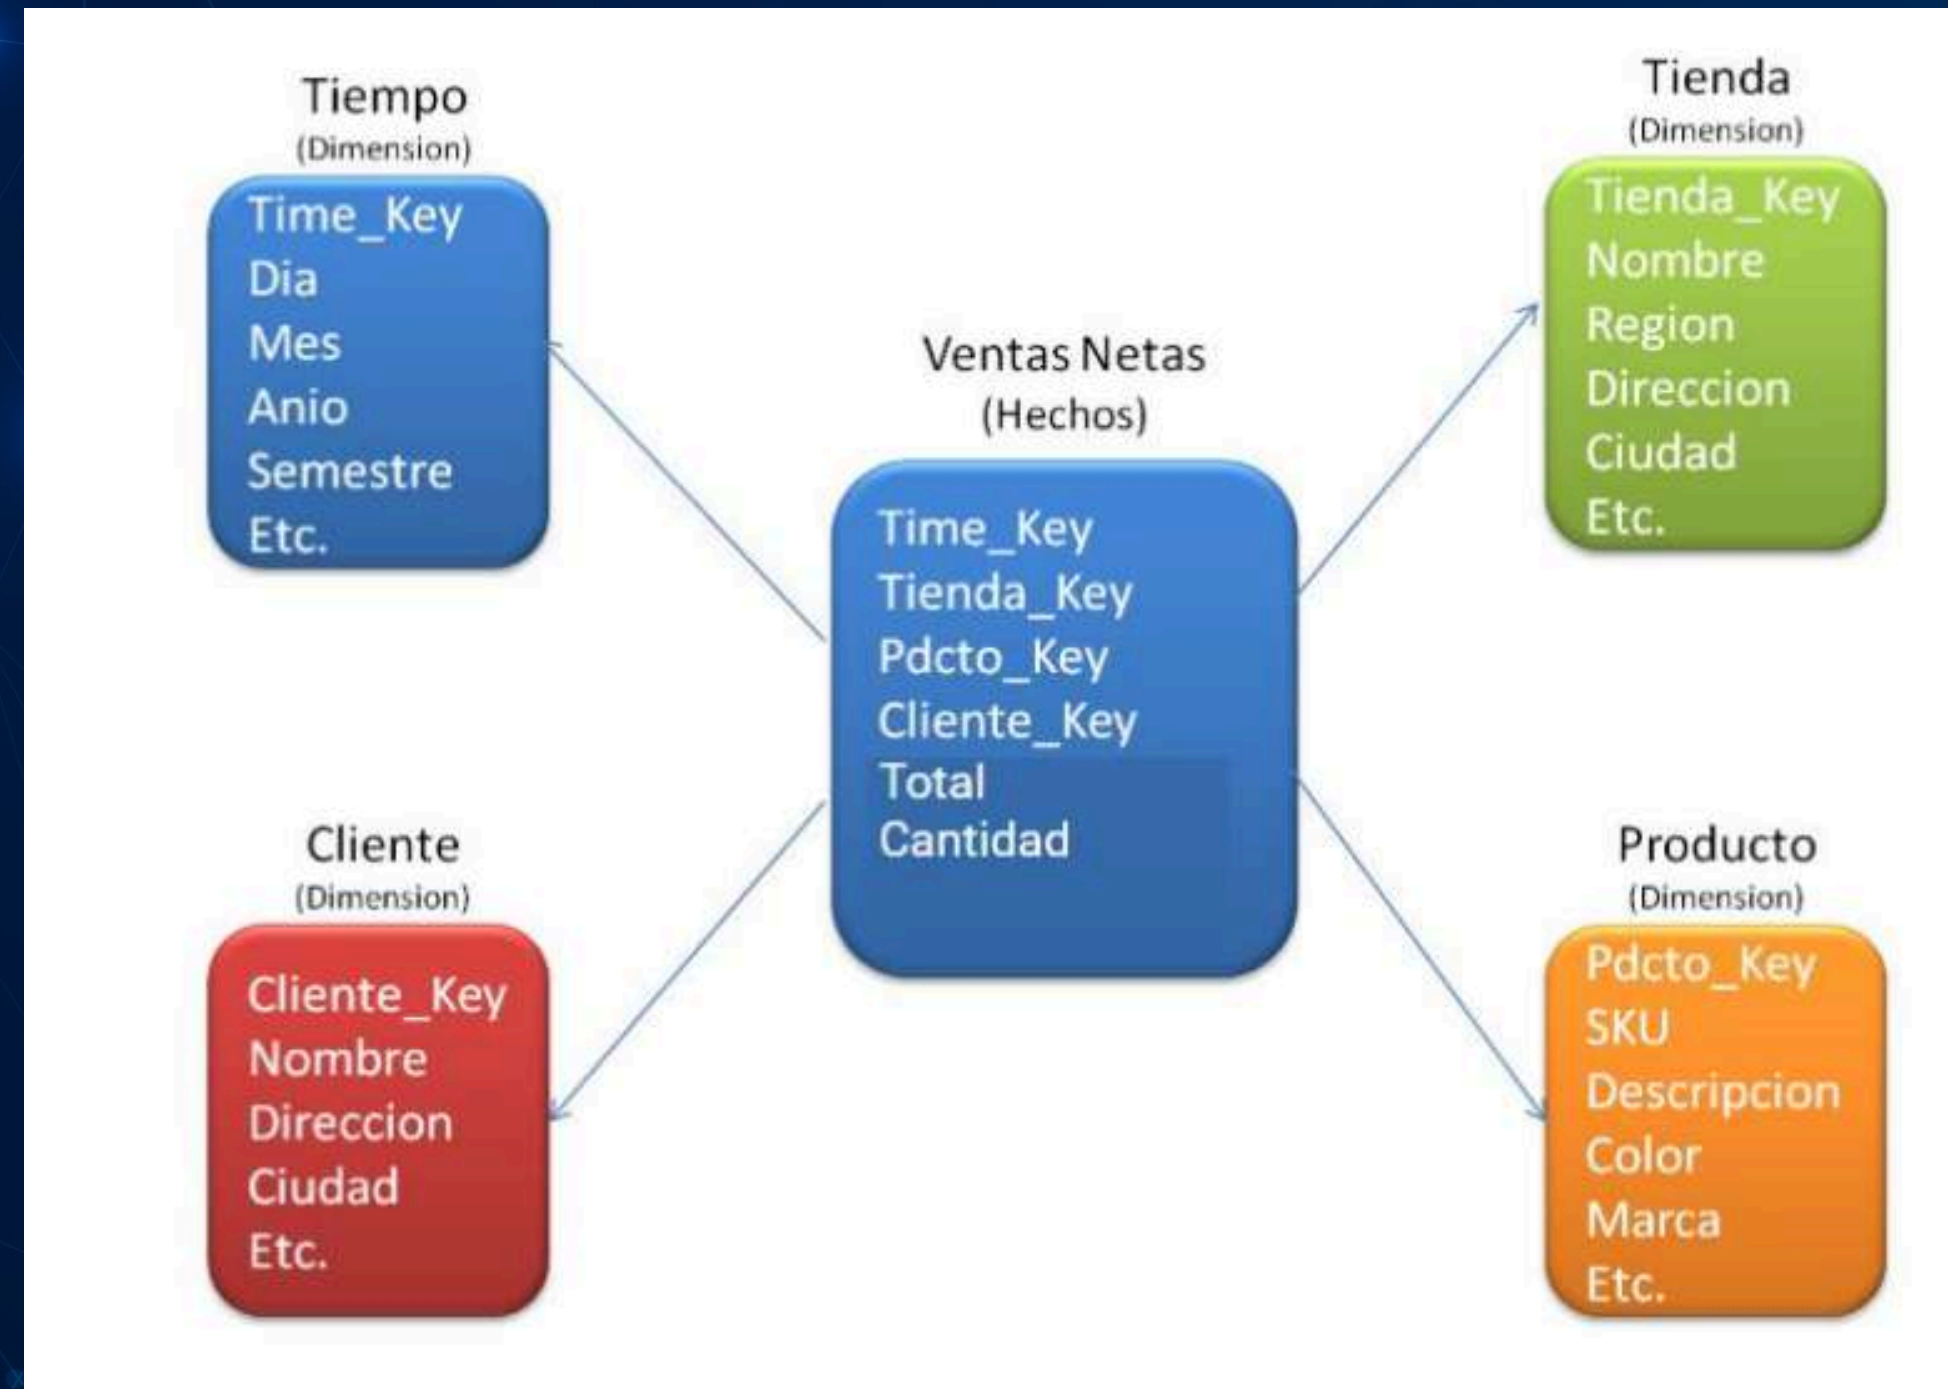 Tiempo
(Dimension)
Time_Key
Dia
Mes
Anio
Semestre
Etc.
Tienda
(Dimension)
Tienda_Key
Nombre
Region
Direccion
Ciudad
Etc.
Ventas Netas
(Hechos)
Time_Key
Tienda_Key
Pdcto_Key
Cliente_Key
Total
Cantidad
Cliente
(Dimension)
Cliente_Key
Nombre
Direccion
Ciudad
Etc.
Producto
(Dimension)
Pdcto_Key
SKU
Descripcion
Color
Marca
Etc.